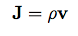 J = ρv